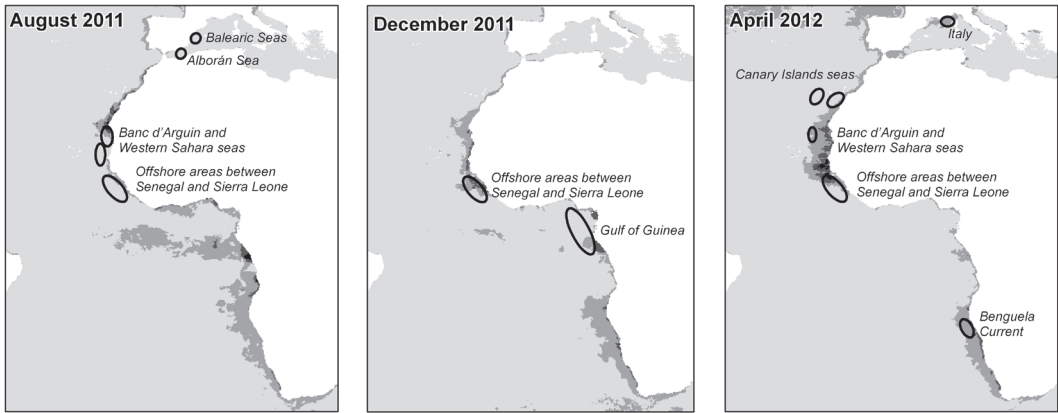 August 2011
Balearic Seas
Alborán Sea
Banc d'Arguin and
Western Sahara seas
Offshore areas between
Senegal and Sierra Leone
December 2011
Offshore areas between
Senegal and Sierra Leone
Gulf of Guinea
April 2012
Italy
Canary Islands seas
Banc d'Arguin and
Western Sahara seas
Offshore areas between
Senegal and Sierra Leone
Benguela
Current